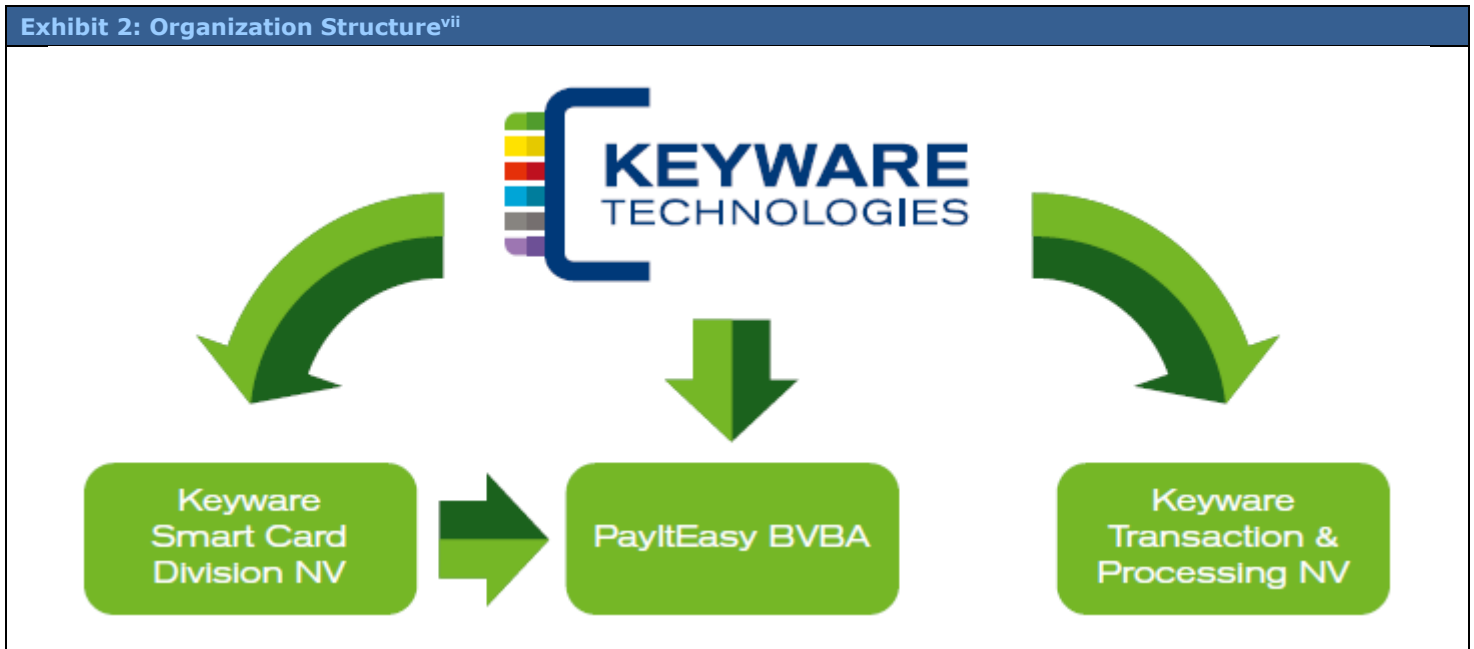 Exhibit 2: Organization Structurevii
KEYWARE
TECHNOLOGIES
Keyware
Smart Card
Division NV
PayItEasy BVBA
Keyware
Transaction &
Processing NV